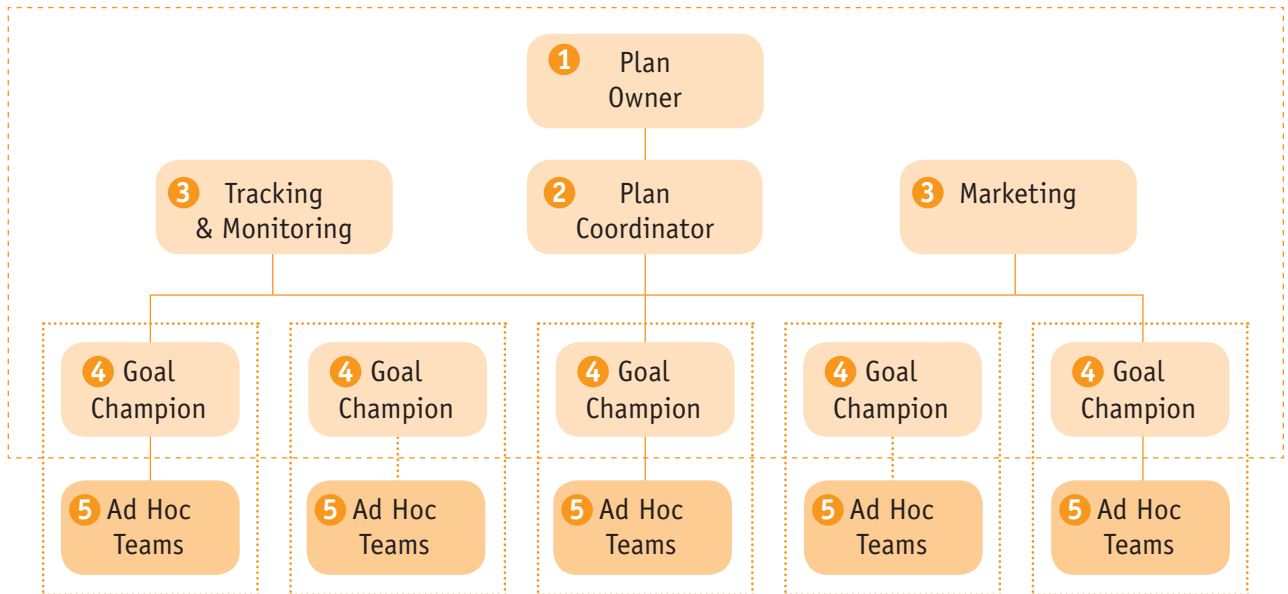 1 Plan
Owner
3 Tracking
& Monitoring
2 Plan
Coordinator
3 Marketing
4 Goal
Champion
4 Goal
Champion
4 Goal
Champion
4 Goal
Champion
4 Goal
Champion
5 Ad Hoc
Teams
5 Ad Hoc
Teams
5 Ad Hoc
Teams
5 Ad Hoc
Teams
5 Ad Hoc
Teams